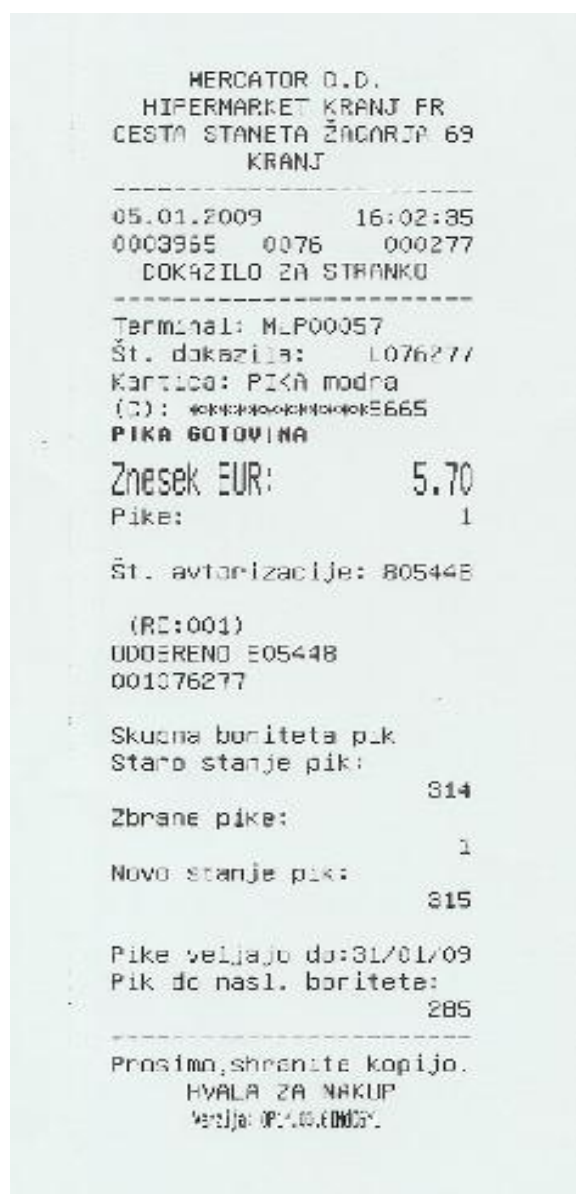 MERCATOR D.D.
HIPERMARKET KRANJ PR
CESTA STANETA ŽAGARJA 69
KRANJ
05.01.2009 16:02:35
0003965 0076 000277
DOKAZILO ZA STRANKO
Terminal: MLP00057
Št. dokazila: L076277
Kartica: PIKA modra
(C): **************5665
PIKA GOTOVINA
Znesek EUR: 5.70
Pike: 1
Št. avtorizacije: 805448
(RC:001)
ODOBRENO 805448
001076277
Skupna boniteta pik
Staro stanje pik:
314
Zbrane pike:
1
Novo stanje pik:
315
Pike veljajo do:31/01/09
Pik do nasl. bonitete:
285
Prosimo,shranite kopijo.
HVALA ZA NAKUP
Verzija: